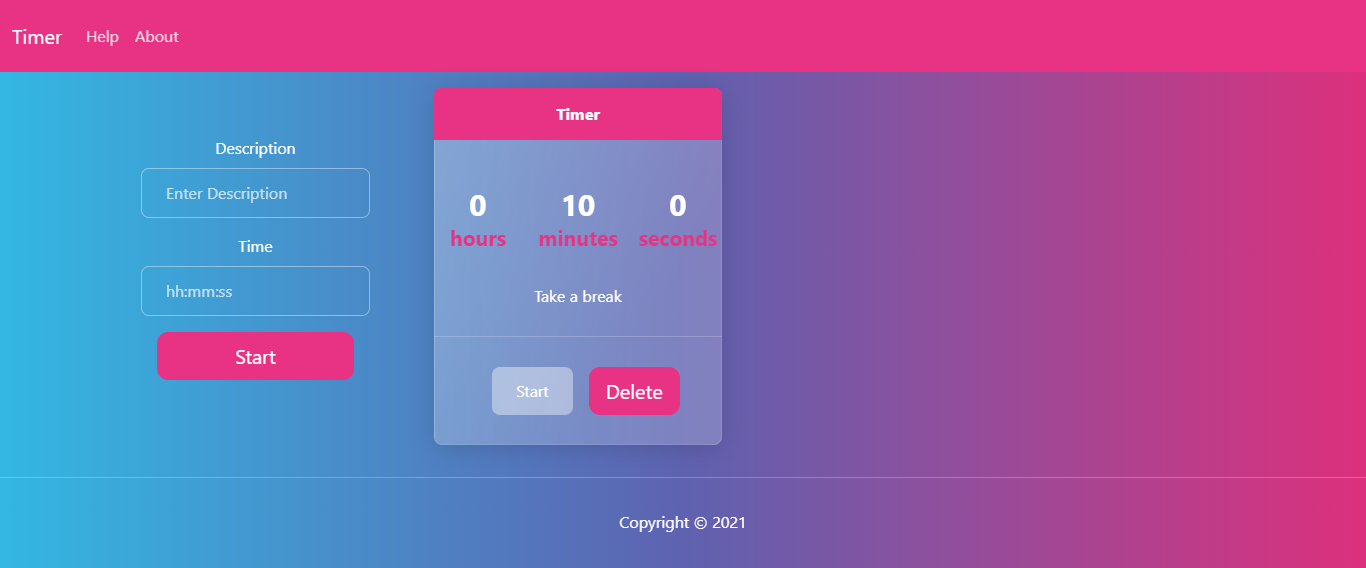 Timer Help About
Description
Enter Description
Time
hh:mm:ss
Start
Timer
0 10 0
hours minutes seconds
Take a break
Start Delete
Copyright © 2021